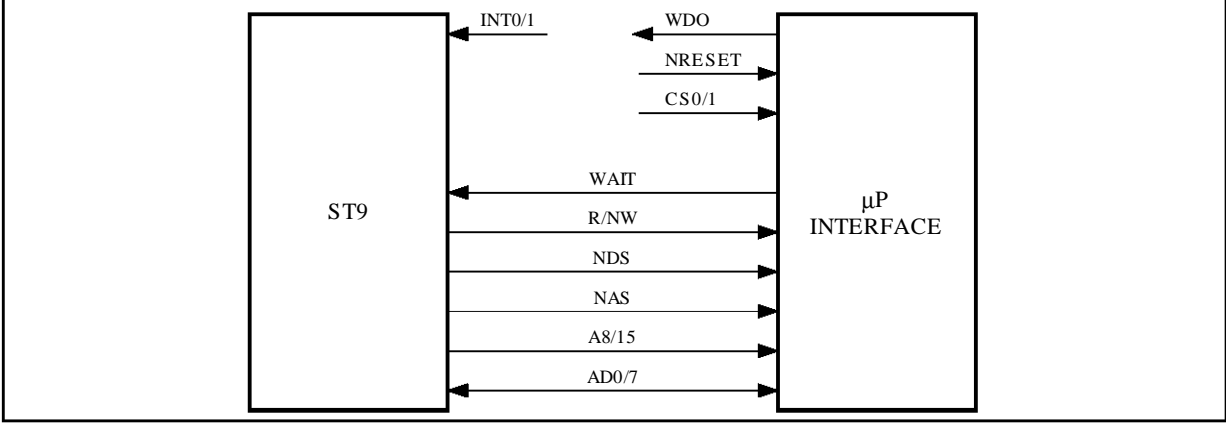 INT0/1
WDO
NRESET
CS0/1
WAIT
ST9
R/NW
µP
INTERFACE
NDS
NAS
A8/15
AD0/7